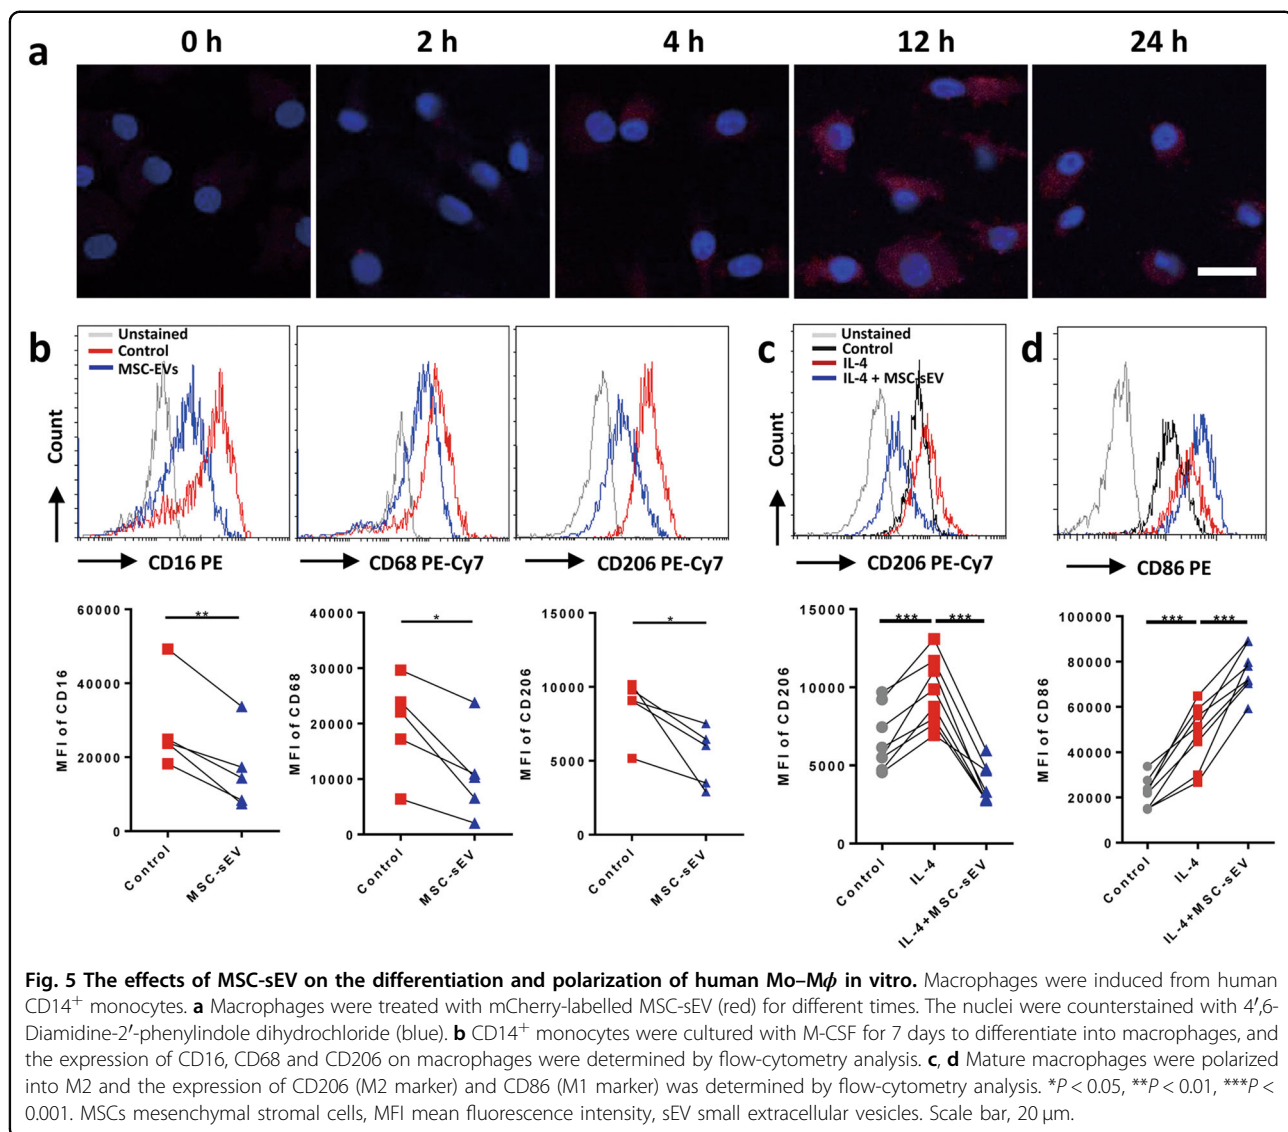 a
0 h 2 h 4 h 12 h 24 h
b
Unstained
Control
MSC-EVs
Count
CD16 PE
CD68 PE-Cy7
CD206 PE-Cy7
c
Unstained
Control
IL-4
IL-4 + MSC-sEV
Count
CD206 PE-Cy7
d
CD86 PE
MFI of CD16
60000
40000
20000
0
**
Control
MSC-sEV
MFI of CD68
40000
30000
20000
10000
0
*
Control
MSC-sEV
MFI of CD206
15000
10000
5000
0
*
Control
MSC-sEV
MFI of CD206
15000
10000
5000
0
*** ***
Control
IL-4
IL-4+MSC-sEV
MFI of CD86
100000
80000
60000
40000
20000
0
*** ***
Control
IL-4
IL-4+MSC-sEV
Fig. 5 The effects of MSC-sEV on the differentiation and polarization of human Mo–Mϕ in vitro. Macrophages were induced from human
CD14⁺ monocytes. a Macrophages were treated with mCherry-labelled MSC-sEV (red) for different times. The nuclei were counterstained with 4′,6-
Diamidine-2′-phenylindole dihydrochloride (blue). b CD14⁺ monocytes were cultured with M-CSF for 7 days to differentiate into macrophages, and
the expression of CD16, CD68 and CD206 on macrophages were determined by flow-cytometry analysis. c, d Mature macrophages were polarized
into M2 and the expression of CD206 (M2 marker) and CD86 (M1 marker) was determined by flow-cytometry analysis. *P < 0.05, **P < 0.01, ***P <
0.001. MSCs mesenchymal stromal cells, MFI mean fluorescence intensity, sEV small extracellular vesicles. Scale bar, 20 μm.